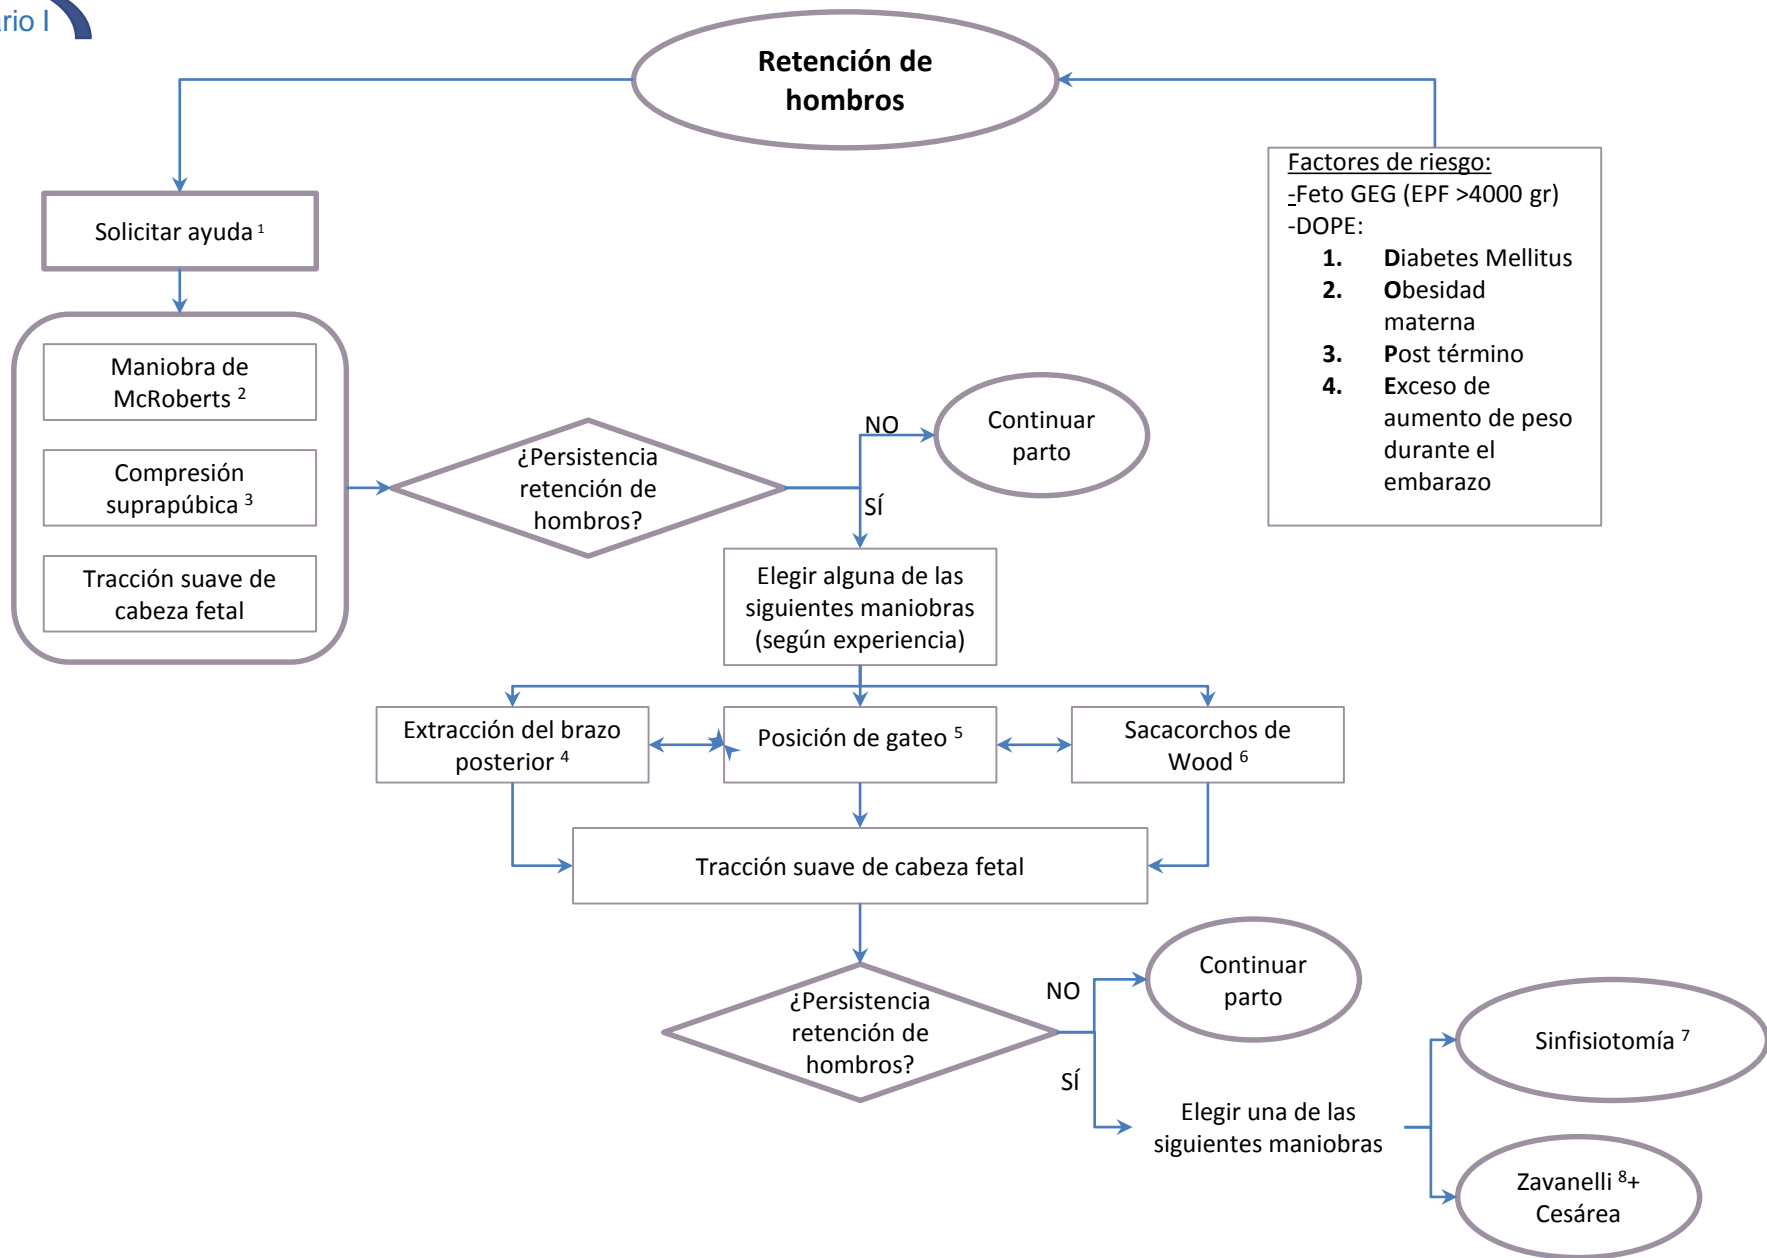 ario I
Retención de
hombros
Factores de riesgo:
-Feto GEG (EPF >4000 gr)
-DOPE:
1. Diabetes Mellitus
2. Obesidad
materna
3. Post término
4. Exceso de
aumento de peso
durante el
embarazo
Solicitar ayuda 1
Maniobra de
McRoberts 2
Compresión
suprapúbica 3
Tracción suave de
cabeza fetal
¿Persistencia
retención de
hombros?
NO
Continuar
parto
SÍ
Elegir alguna de las
siguientes maniobras
(según experiencia)
Extracción del brazo
posterior 4
Posición de gateo 5
Sacacorchos de
Wood 6
Tracción suave de cabeza fetal
¿Persistencia
retención de
hombros?
NO
Continuar
parto
SÍ
Elegir una de las
siguientes maniobras
Sinfisiotomía 7
Zavanelli 8+
Cesárea